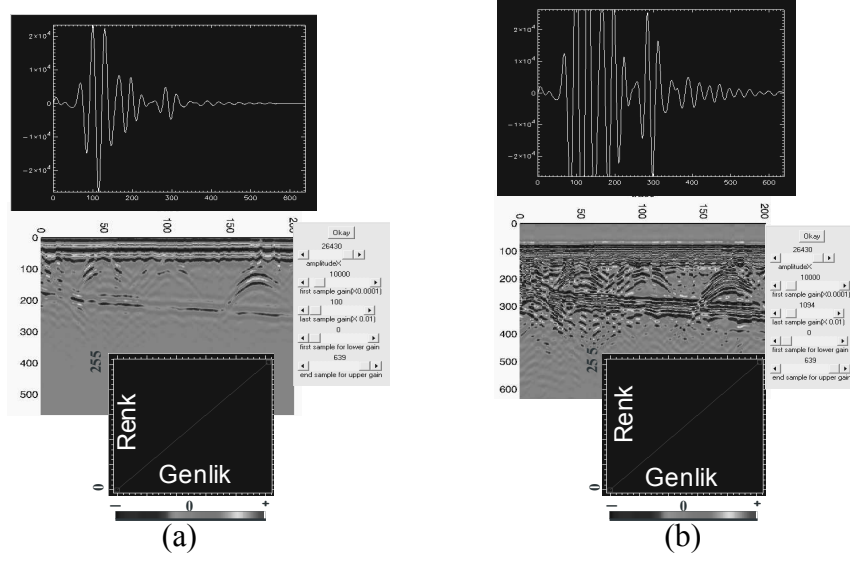 2×10⁴
1×10⁴
0
−1×10⁴
−2×10⁴
0 100 200 300 400 500 600
0 50 100 150 200
0
100
200
300
400
500
Okay
26430
amplitudeX
10000
first sample gain(X0.0001)
100
last sample gain(X 0.01)
0
first sample for lower gain
639
end sample for upper gain
255
Renk
Genlik
0
− 0 +
(a)
2×10⁴
1×10⁴
0
−1×10⁴
−2×10⁴
0 100 200 300 400 500 600
0 50 100 150 200
0
100
200
300
400
500
600
Okay
26430
amplitudeX
10000
first sample gain(X0.0001)
1094
last sample gain(X 0.01)
0
first sample for lower gain
639
end sample for upper gain
255
Renk
Genlik
0
− 0 +
(b)